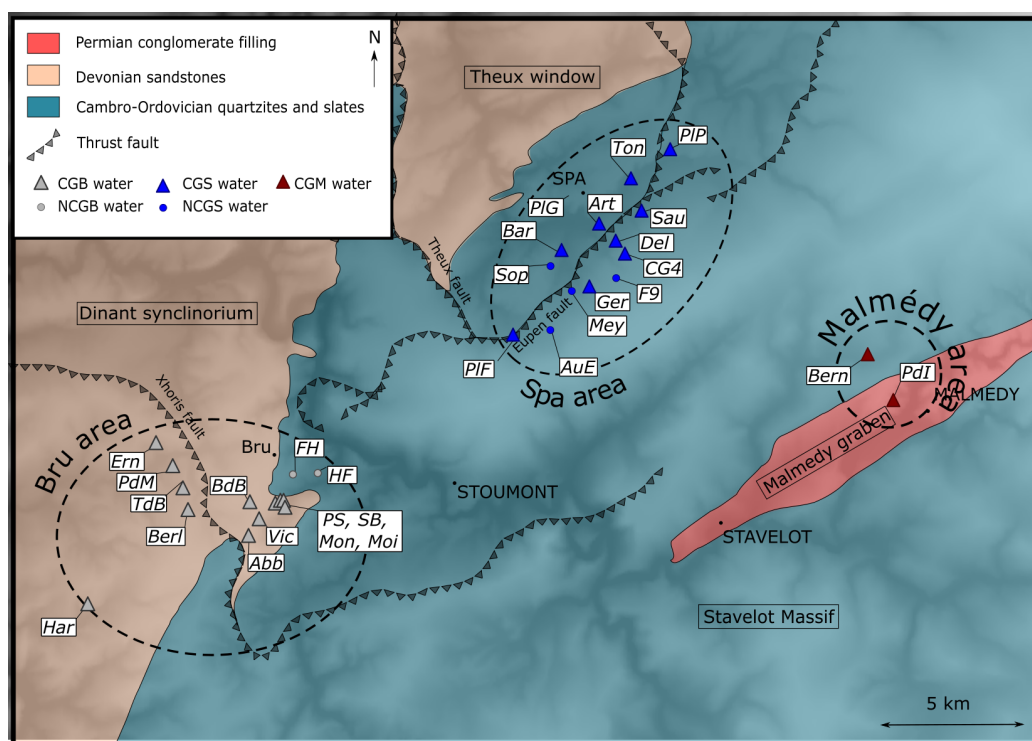 Permian conglomerate filling
N
Devonian sandstones
Cambro-Ordovician quartzites and slates
Thrust fault
CGB water
CGS water
CGM water
NCGB water
NCGS water
Theux window
PlP
Ton
SPA
PlG
Art
Sau
Bar
Del
Sop
CG4
F9
Ger
Mey
Theux fault
Eupen fault
PlF
AuE
Spa area
Dinant synclinorium
Malmédy area
Bern
PdI
MALMEDY
Malmedy graben
Xhoris fault
Bru area
Bru
FH
HF
Ern
PdM
BdB
TdB
STOUMONT
Berl
Vic
PS, SB,
Mon, Moi
Abb
STAVELOT
Har
Stavelot Massif
5 km